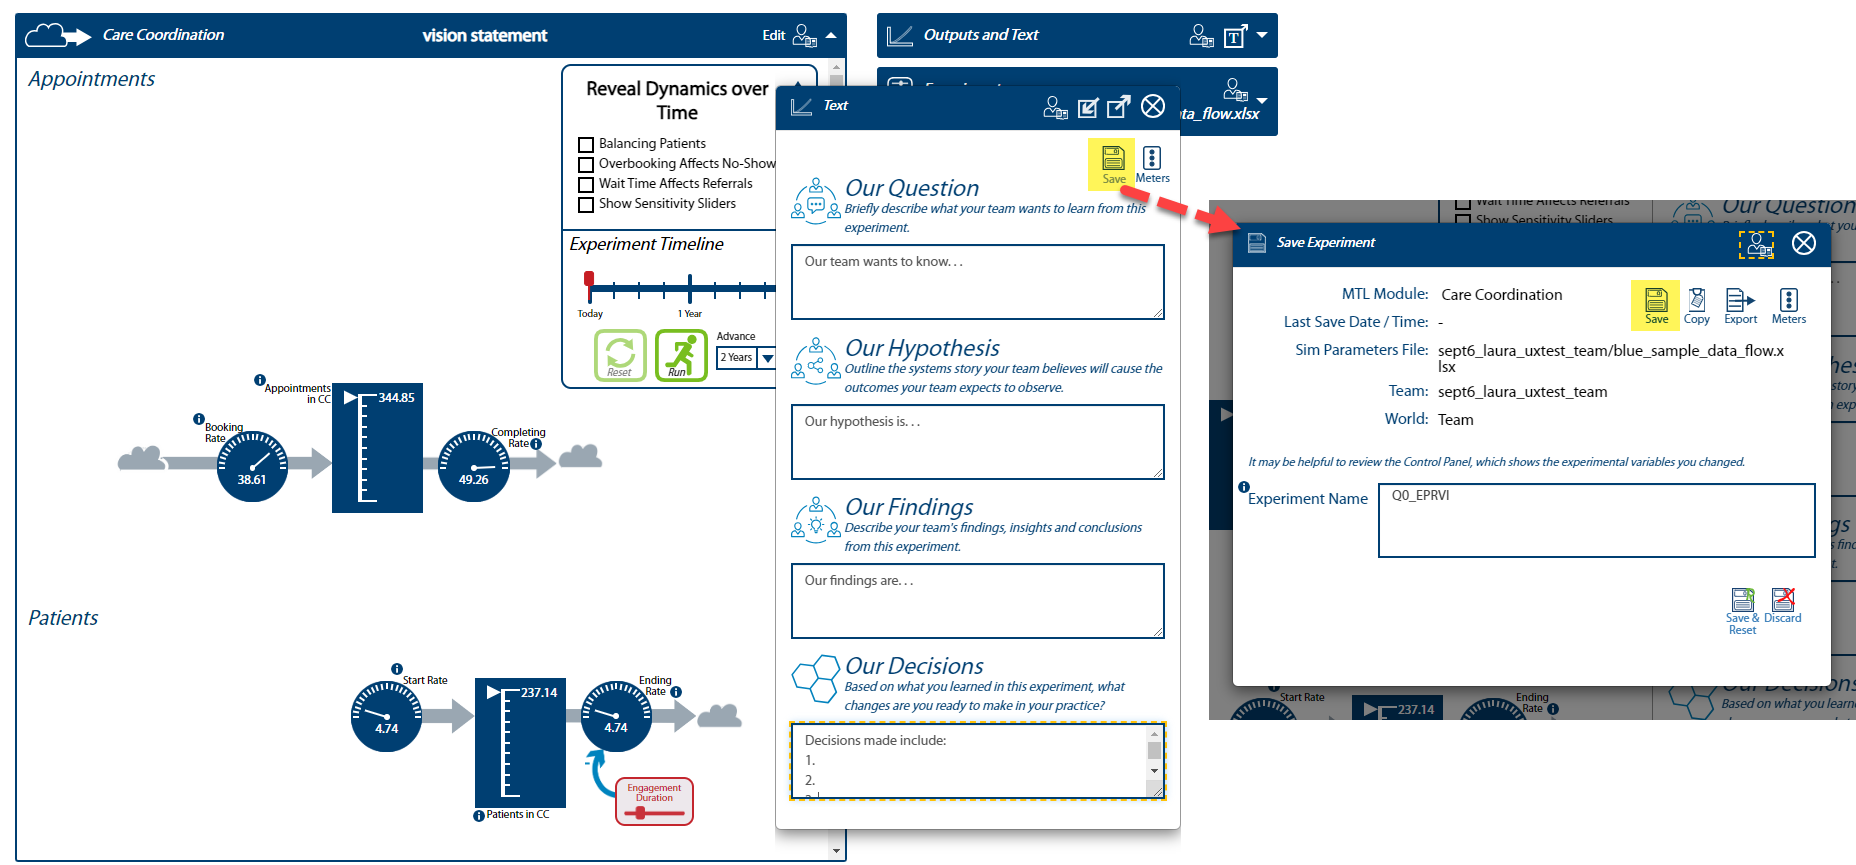 Care Coordination
vision statement
Edit
Appointments
Reveal Dynamics over
Time
Balancing Patients
Overbooking Affects No-Show
Wait Time Affects Referrals
Show Sensitivity Sliders
Experiment Timeline
Today
1 Year
Reset
Run
Advance
2 Years
Appointments
in CC
344.85
Booking
Rate
38.61
Completing
Rate
49.26
Patients
Start Rate
4.74
237.14
Patients in CC
Ending
Rate
4.74
Engagement
Duration
Outputs and Text
T
ata_flow.xlsx
Text
Save
Meters
Our Question
Briefly describe what your team wants to learn from this
experiment.
Our team wants to know. . .
Our Hypothesis
Outline the systems story your team believes will cause the
outcomes your team expects to observe.
Our hypothesis is. . .
Our Findings
Describe your team's findings, insights and conclusions
from this experiment.
Our findings are. . .
Our Decisions
Based on what you learned in this experiment, what
changes are you ready to make in your practice?
Decisions made include:
1.
2.
Wait Time Affects Referrals
Show Sensitivity Sliders
Our Question
Save Experiment
MTL Module: Care Coordination
Last Save Date / Time: -
Sim Parameters File: sept6_laura_uxtest_team/blue_sample_data_flow.x
lsx
Team: sept6_laura_uxtest_team
World: Team
Save
Copy
Export
Meters
It may be helpful to review the Control Panel, which shows the experimental variables you changed.
Experiment Name
Q0_EPRVI
Save &
Reset
Discard
Start Rate
237.14
Ending
Rate
Our Decisions
Based on what you learned
changes are you ready to